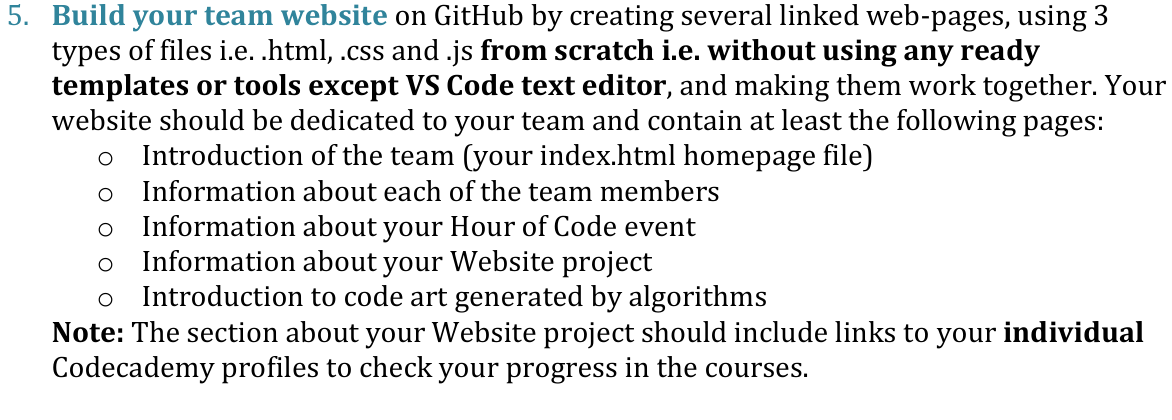 5. Build your team website on GitHub by creating several linked web-pages, using 3
types of files i.e. .html, .css and .js from scratch i.e. without using any ready
templates or tools except VS Code text editor, and making them work together. Your
website should be dedicated to your team and contain at least the following pages:
o Introduction of the team (your index.html homepage file)
o Information about each of the team members
o Information about your Hour of Code event
o Information about your Website project
o Introduction to code art generated by algorithms
Note: The section about your Website project should include links to your individual
Codecademy profiles to check your progress in the courses.